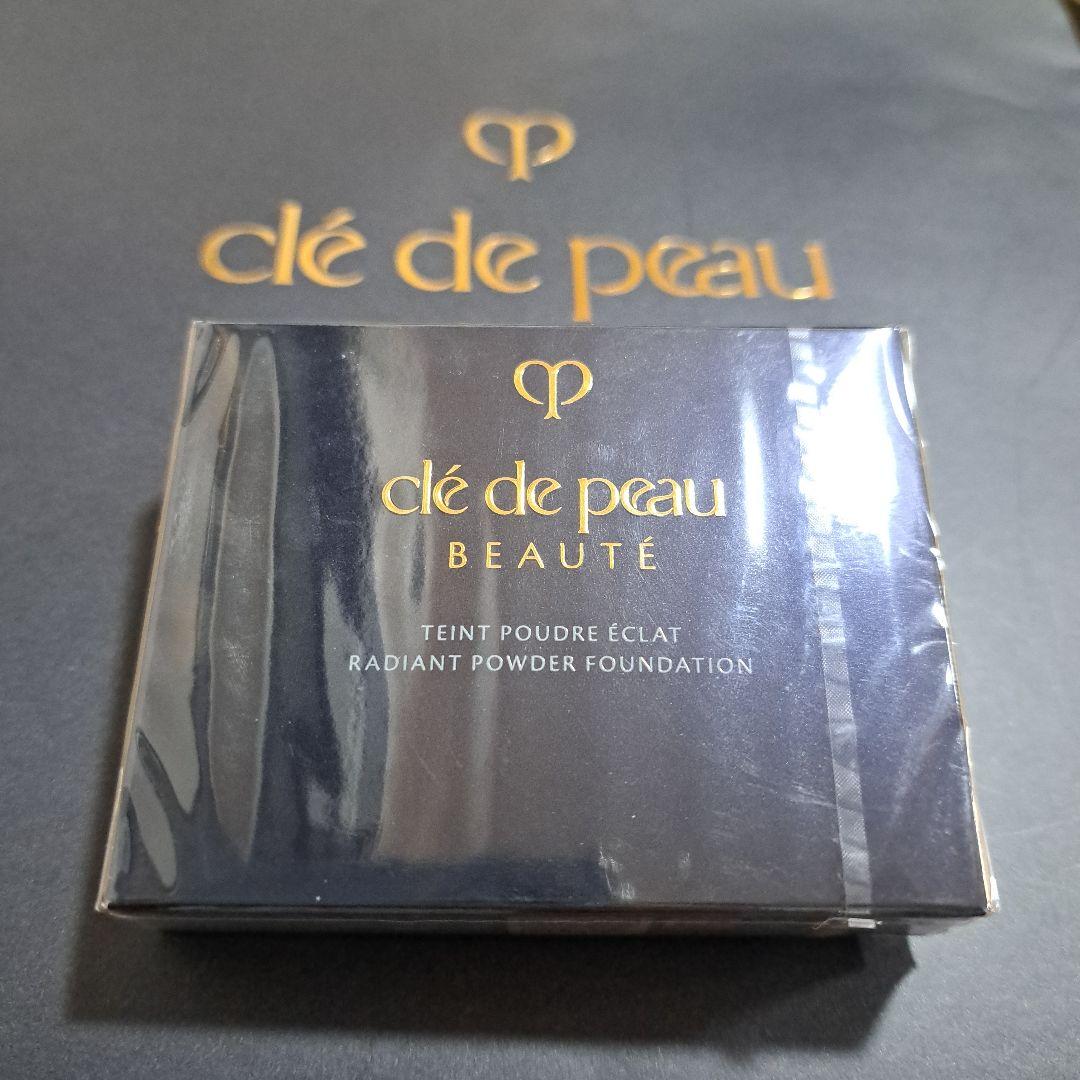 clé de peau
clé de peau
BEAUTÉ
TEINT POUDRE ÉCLAT
RADIANT POWDER FOUNDATION